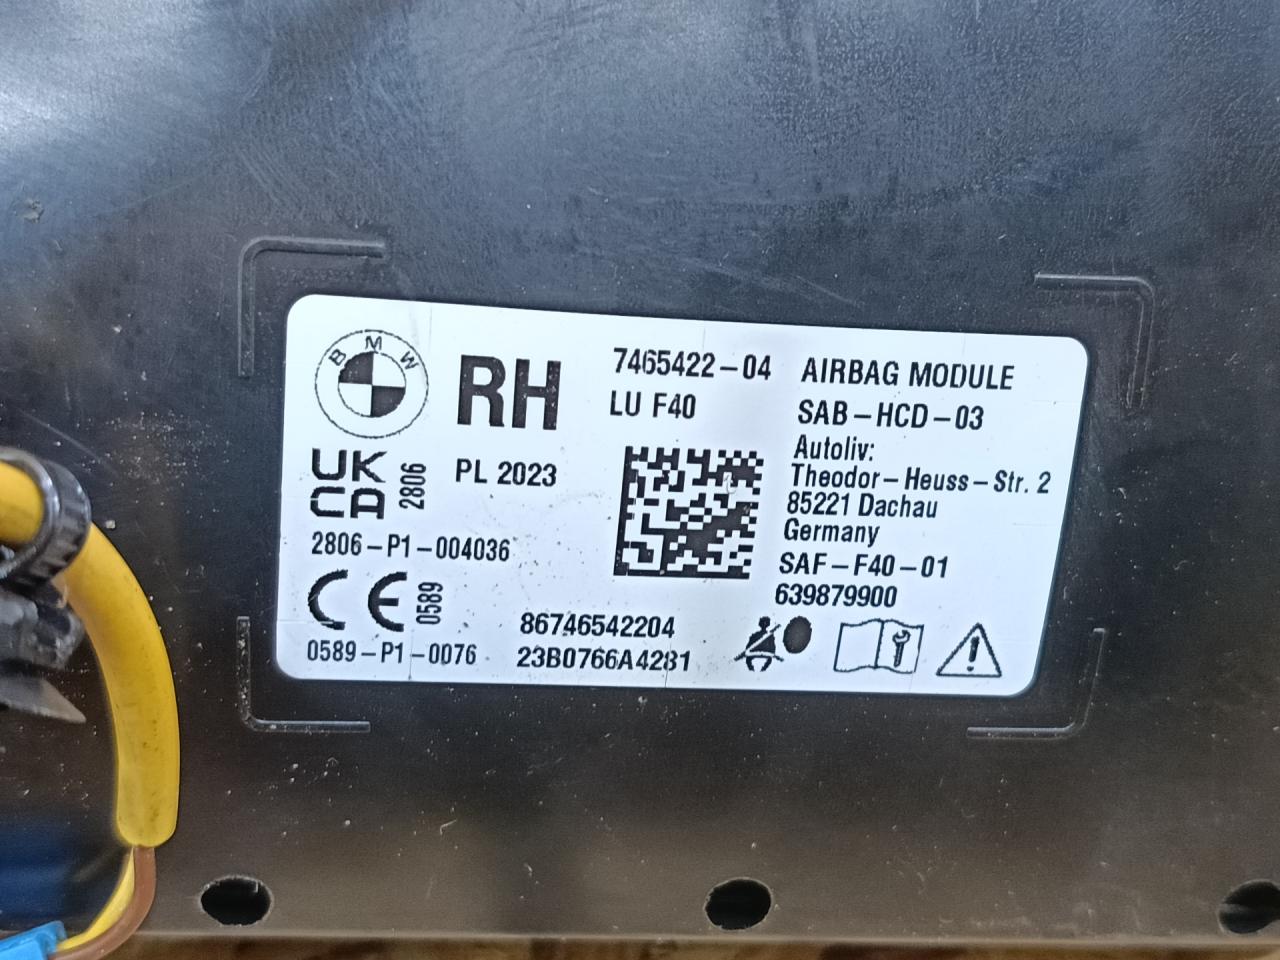 BMW
RH
7465422-04
LU F40
AIRBAG MODULE
SAB-HCD-03
Autoliv:
Theodor-Heuss-Str. 2
85221 Dachau
Germany
SAF-F40-01
639879900
UK
CA
2806
PL 2023
2806-P1-004036
CE
0589
0589-P1-0076
86746542204
23B0766A4281